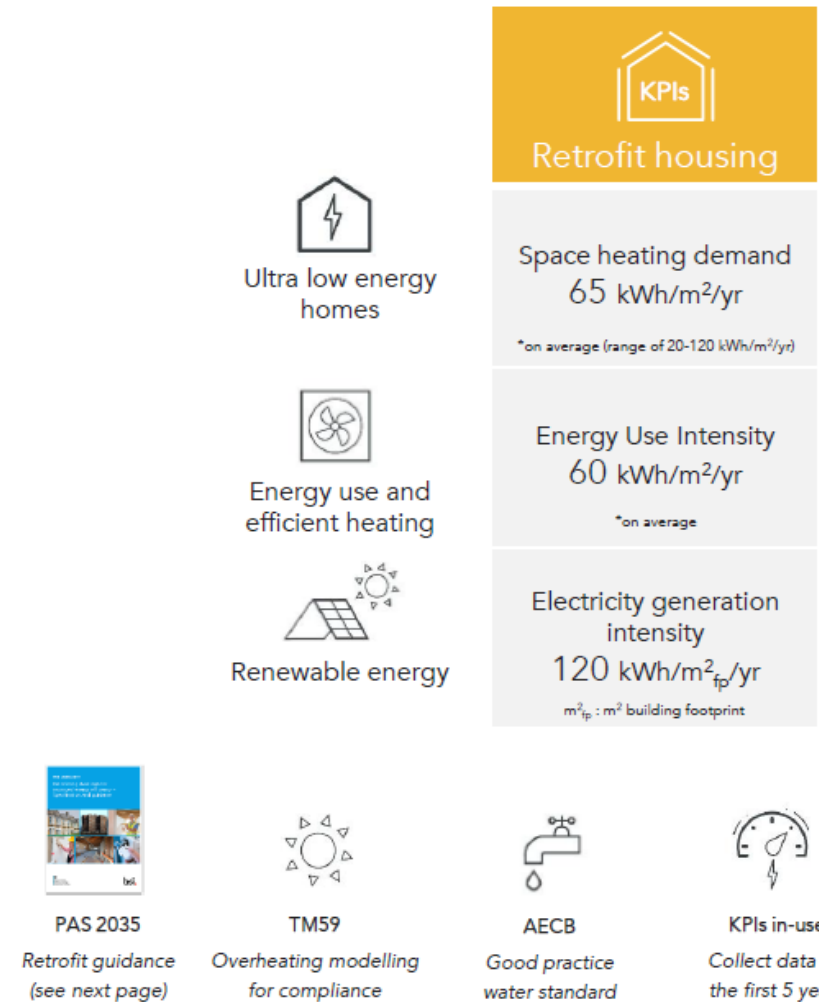 KPIs
Retrofit housing
Ultra low energy
homes
Space heating demand
65 kWh/m²/yr
*on average (range of 20-120 kWh/m²/yr)
Energy use and
efficient heating
Energy Use Intensity
60 kWh/m²/yr
*on average
Renewable energy
Electricity generation
intensity
120 kWh/m²fp/yr
m²fp : m² building footprint
bsi.
PAS 2035
Retrofit guidance
(see next page)
TM59
Overheating modelling
for compliance
AECB
Good practice
water standard
KPIs in-use
Collect data
the first 5 ye